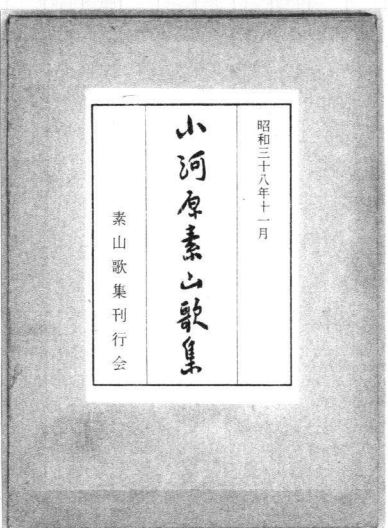 昭和三十八年十一月
小河原素山歌集
素山歌集刊行会